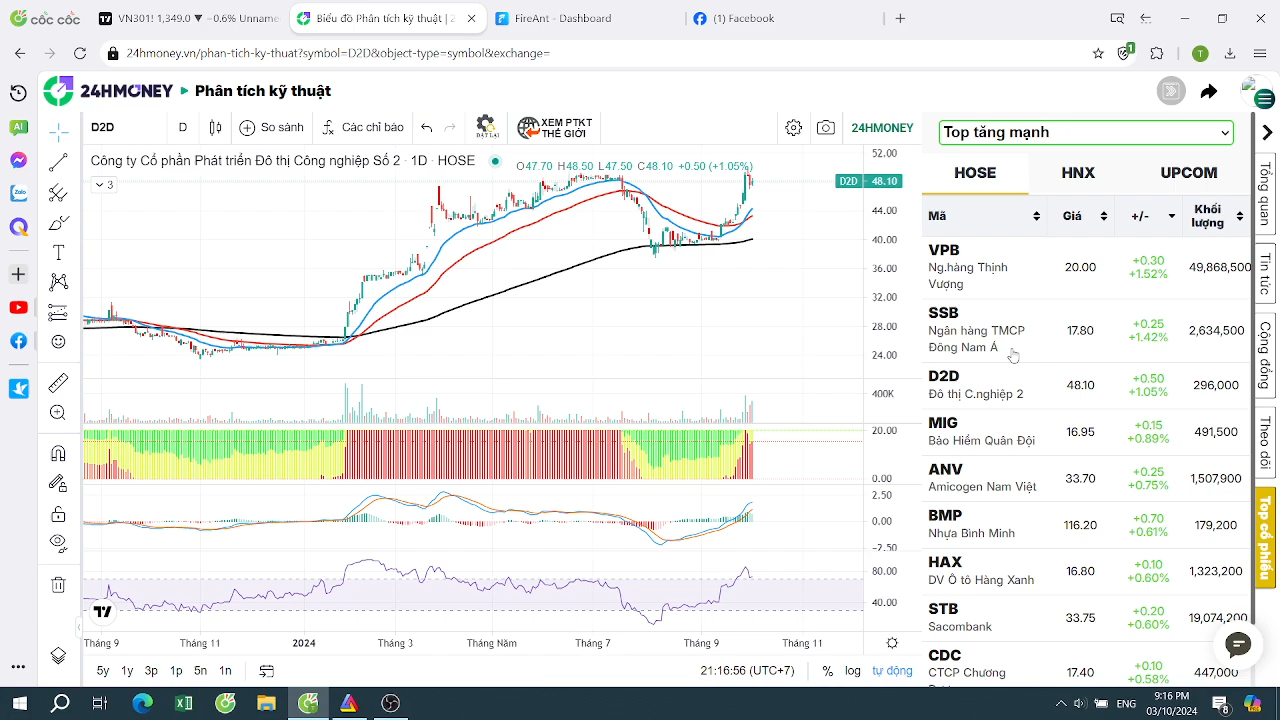 cốc cốc
VN301! 1,349.0 ▼ −0.6% Unname
Biểu đồ Phân tích kỹ thuật | 2
FireAnt - Dashboard
(1) Facebook
24hmoney.vn/phan-tich-ky-thuat?symbol=D2D&object-type=symbol&exchange=
24HMONEY
Phân tích kỹ thuật
D2D
D
So sánh
Các chỉ báo
ĐẶT LẠI
XEM PTKT
THẾ GIỚI
24HMONEY
Công ty Cổ phần Phát triển Đô thị Công nghiệp Số 2 · 1D · HOSE
O47.70 H48.50 L47.50 C48.10 +0.50 (+1.05%)
3
52.00
D2D 48.10
44.00
40.00
36.00
32.00
28.00
24.00
400K
20.00
0.00
2.50
0.00
−2.50
80.00
40.00
Tháng 9
Tháng 11
2024
Tháng 3
Tháng Năm
Tháng 7
Tháng 9
Tháng 11
5y 1y 3p 1p 5n 1n
21:16:56 (UTC+7)
% log tự động
Top tăng mạnh
HOSE HNX UPCOM
Mã Giá +/- Khối
lượng
VPB
Ng.hàng Thịnh
Vượng
20.00
+0.30
+1.52%
49,868,500
SSB
Ngân hàng TMCP
Đông Nam Á
17.80
+0.25
+1.42%
2,634,500
D2D
Đô thị C.nghiệp 2
48.10
+0.50
+1.05%
296,000
MIG
Bảo Hiểm Quân Đội
16.95
+0.15
+0.89%
491,500
ANV
Amicogen Nam Việt
33.70
+0.25
+0.75%
1,507,900
BMP
Nhựa Bình Minh
116.20
+0.70
+0.61%
179,200
HAX
DV Ô tô Hàng Xanh
16.80
+0.10
+0.60%
1,323,200
STB
Sacombank
33.75
+0.20
+0.60%
19,074,200
CDC
CTCP Chương
17.40
+0.10
+0.58%
447,000
Tổng quan
Tin tức
Cộng đồng
Theo dõi
Top cổ phiếu
AI
Zalo
1
T
ENG
9:16 PM
03/10/2024
8